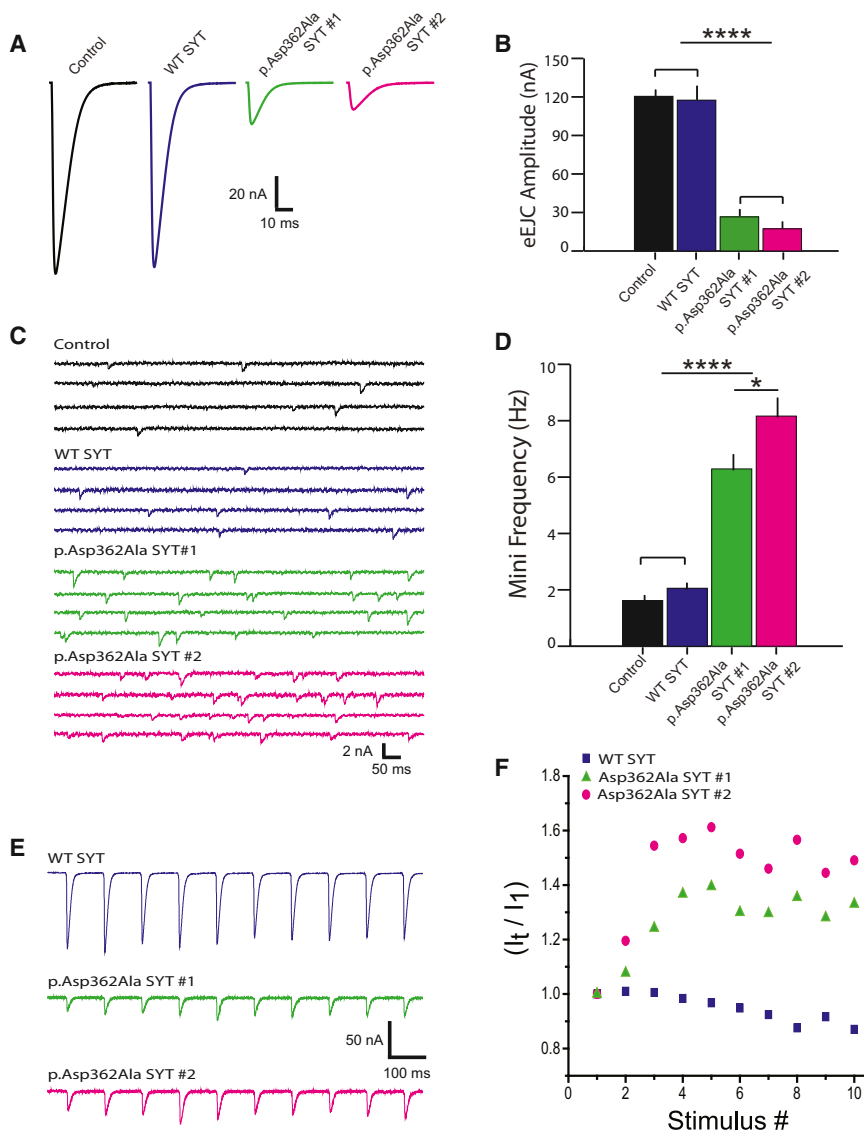 A
Control
WT SYT
p.Asp362Ala
SYT #1
p.Asp362Ala
SYT #2
20 nA
10 ms
B
****
eEJC Amplitude (nA)
150
120
90
60
30
0
Control
WT SYT
p.Asp362Ala
SYT #1
p.Asp362Ala
SYT #2
C
Control
WT SYT
p.Asp362Ala SYT#1
p.Asp362Ala SYT #2
2 nA
50 ms
D
****
*
Mini Frequency (Hz)
10
8
6
4
2
0
Control
WT SYT
p.Asp362Ala
SYT #1
p.Asp362Ala
SYT #2
E
WT SYT
p.Asp362Ala SYT #1
p.Asp362Ala SYT #2
50 nA
100 ms
F
WT SYT
Asp362Ala SYT #1
Asp362Ala SYT #2
(It / I1)
1.8
1.6
1.4
1.2
1.0
0.8
0 2 4 6 8 10
Stimulus #